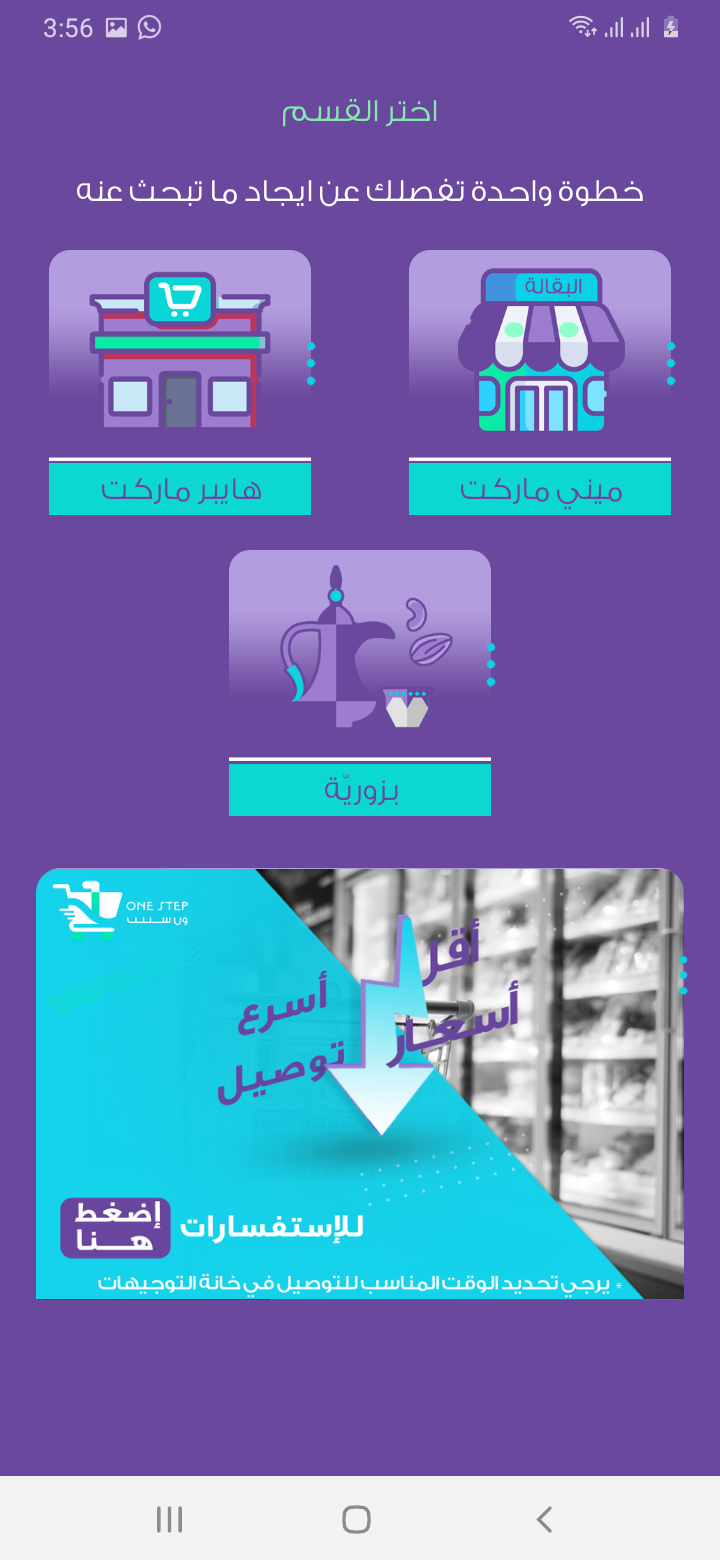 3:56
اختر القسم
خطوة واحدة تفصلك عن ايجاد ما تبحث عنه
البقالة
ميني ماركت
هايبر ماركت
بزوريّة
ONE STEP
ون ستيب
أقل
أسعار
أسرع
توصيل
للإستفسارات
إضغط
هنا
* يرجي تحديد الوقت المناسب للتوصيل في خانة التوجيهات